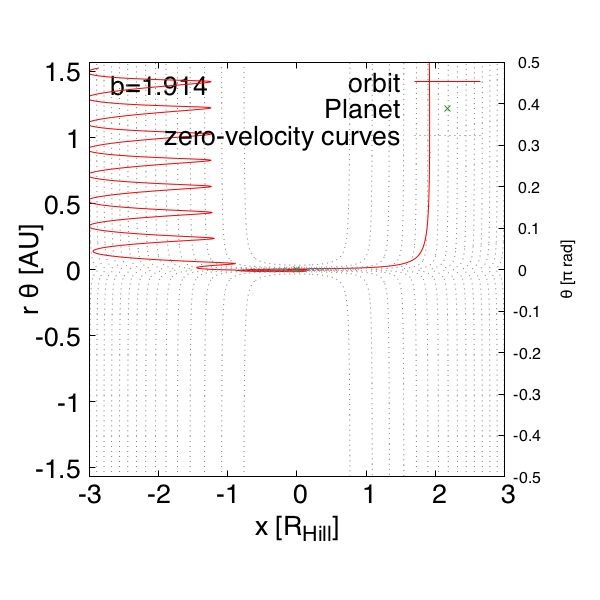 b=1.914
orbit
Planet
zero-velocity curves
1.5
1
0.5
0
-0.5
-1
-1.5
r θ [AU]
0.5
0.4
0.3
0.2
0.1
0
-0.1
-0.2
-0.3
-0.4
-0.5
θ [π rad]
-3 -2 -1 0 1 2 3
x [R_Hill]